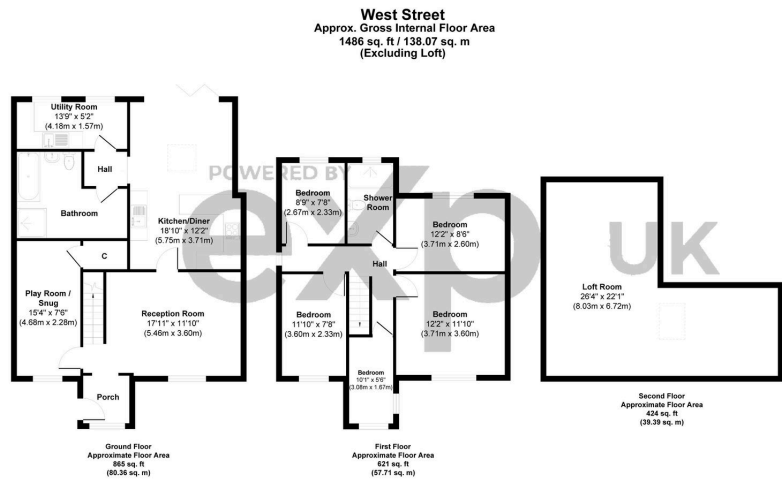 West Street
Approx. Gross Internal Floor Area
1486 sq. ft / 138.07 sq. m
(Excluding Loft)
Utility Room
13'9" x 5'2"
(4.18m x 1.57m)
Hall
Bathroom
Kitchen/Diner
18'10" x 12'2"
(5.75m x 3.71m)
C
Play Room /
Snug
15'4" x 7'6"
(4.68m x 2.28m)
Reception Room
17'11" x 11'10"
(5.46m x 3.60m)
Porch
Ground Floor
Approximate Floor Area
865 sq. ft
(80.36 sq. m)
POWERED BY
exp UK
Bedroom
8'9" x 7'8"
(2.67m x 2.33m)
Shower
Room
Bedroom
12'2" x 8'6"
(3.71m x 2.60m)
Hall
Bedroom
11'10" x 7'8"
(3.60m x 2.33m)
Bedroom
12'2" x 11'10"
(3.71m x 3.60m)
Bedroom
10'1" x 5'6"
(3.08m x 1.67m)
First Floor
Approximate Floor Area
621 sq. ft
(57.71 sq. m)
Loft Room
26'4" x 22'1"
(8.03m x 6.72m)
Second Floor
Approximate Floor Area
424 sq. ft
(39.39 sq. m)